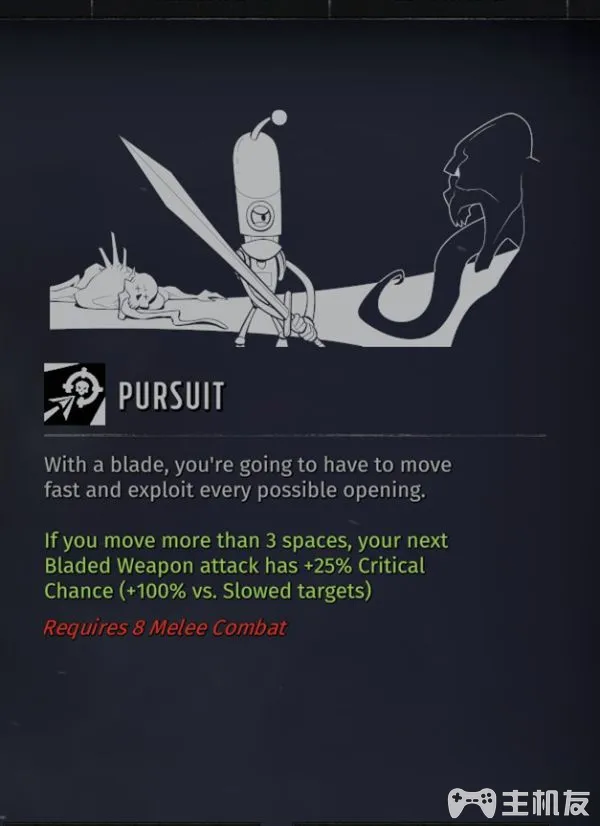 PURSUIT
With a blade, you're going to have to move
fast and exploit every possible opening.
If you move more than 3 spaces, your next
Bladed Weapon attack has +25% Critical
Chance (+100% vs. Slowed targets)
Requires 8 Melee Combat
主机友